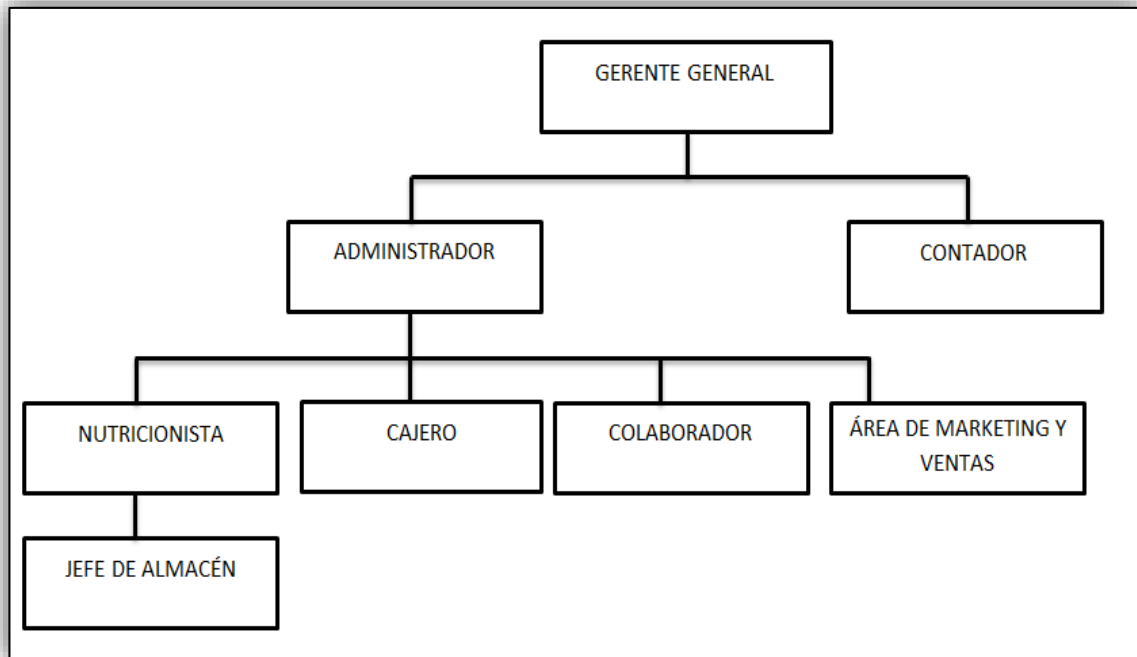 GERENTE GENERAL
ADMINISTRADOR
CONTADOR
NUTRICIONISTA
CAJERO
COLABORADOR
ÁREA DE MARKETING Y
VENTAS
JEFE DE ALMACÉN